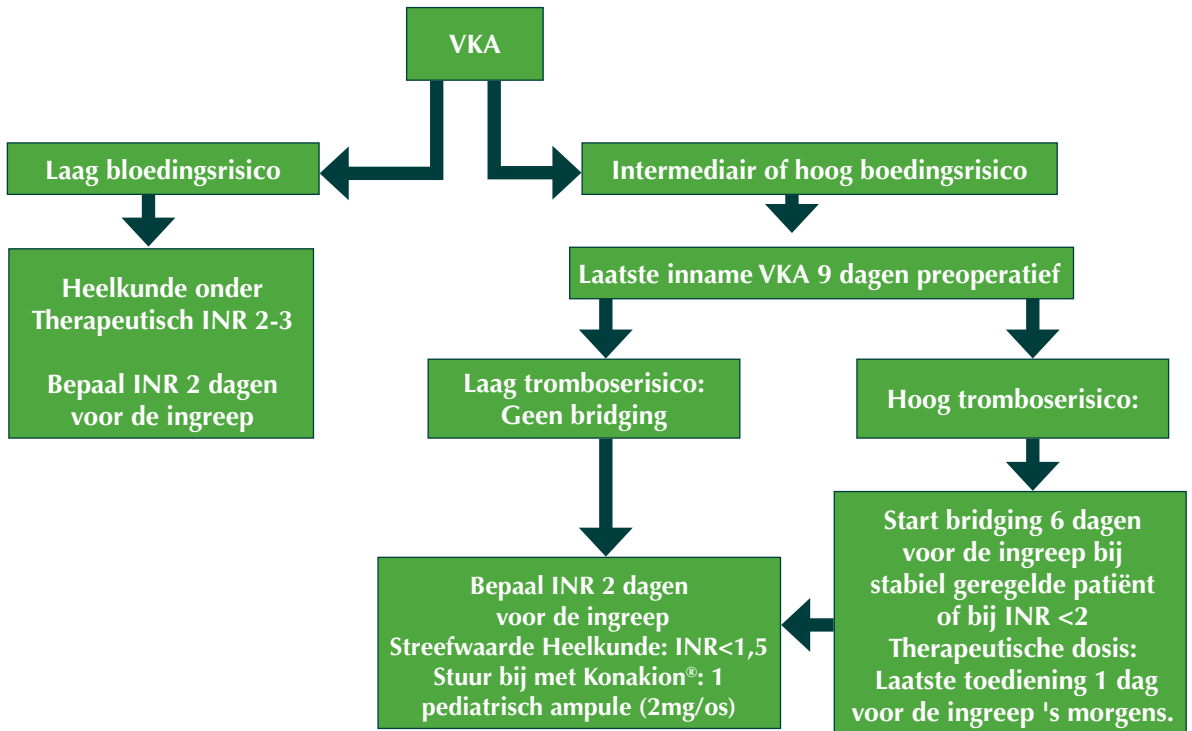 VKA
Laag bloedingsrisico
Intermediair of hoog boedingsrisico
Heelkunde onder
Therapeutisch INR 2-3
Bepaal INR 2 dagen
voor de ingreep
Laatste inname VKA 9 dagen preoperatief
Laag tromboserisico:
Geen bridging
Hoog tromboserisico:
Bepaal INR 2 dagen
voor de ingreep
Streefwaarde Heelkunde: INR<1,5
Stuur bij met Konakion®: 1
pediatrisch ampule (2mg/os)
Start bridging 6 dagen
voor de ingreep bij
stabiel geregelde patiënt
of bij INR <2
Therapeutische dosis:
Laatste toediening 1 dag
voor de ingreep 's morgens.